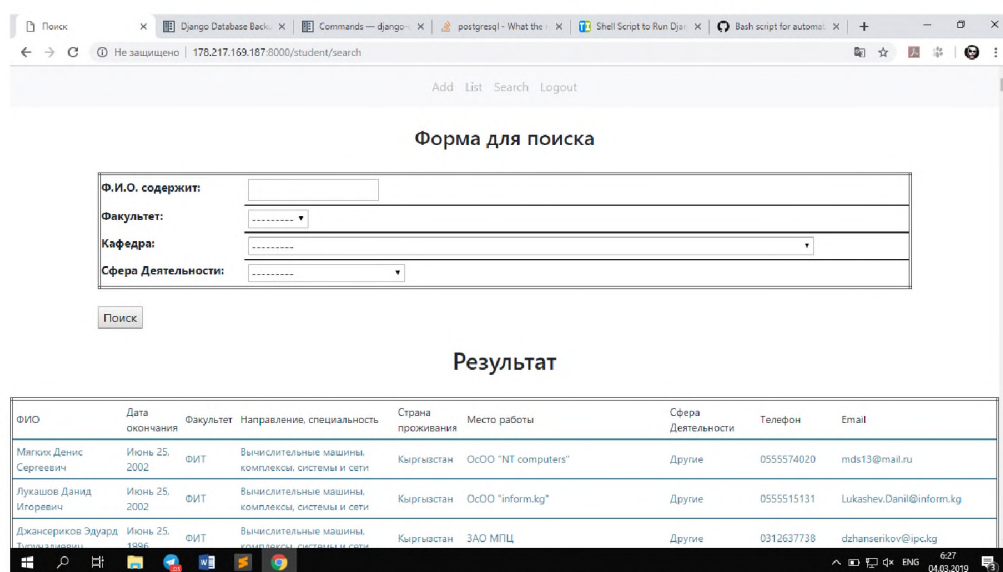 Поиск
Django Database Back
Commands — django-
postgresql - What the
Shell Script to Run Dja
Bash script for automat
Не защищено | 178.217.169.187:8000/student/search
Add List Search Logout
Форма для поиска
Ф.И.О. содержит:
Факультет: ---------
Кафедра: ---------
Сфера Деятельности: ---------
Поиск
Результат
ФИО Дата окончания Факультет Направление, специальность Страна проживания Место работы Сфера Деятельности Телефон Email
Мягких Денис Сергеевич Июнь 25, 2002 ФИТ Вычислительные машины, комплексы, системы и сети Кыргызстан ОсОО "NT computers" Другие 0555574020 mds13@mail.ru
Лукашов Данид Игоревич Июнь 25, 2002 ФИТ Вычислительные машины, комплексы, системы и сети Кыргызстан ОсОО "inform.kg" Другие 0555515131 Lukashev.Danil@inform.kg
Джансериков Эдуард Июнь 25, 1996 ФИТ Вычислительные машины, комплексы, системы и сети Кыргызстан ЗАО МПЦ Другие 0312637738 dzhanserikov@ipc.kg
ENG
6:27
04.03.2019